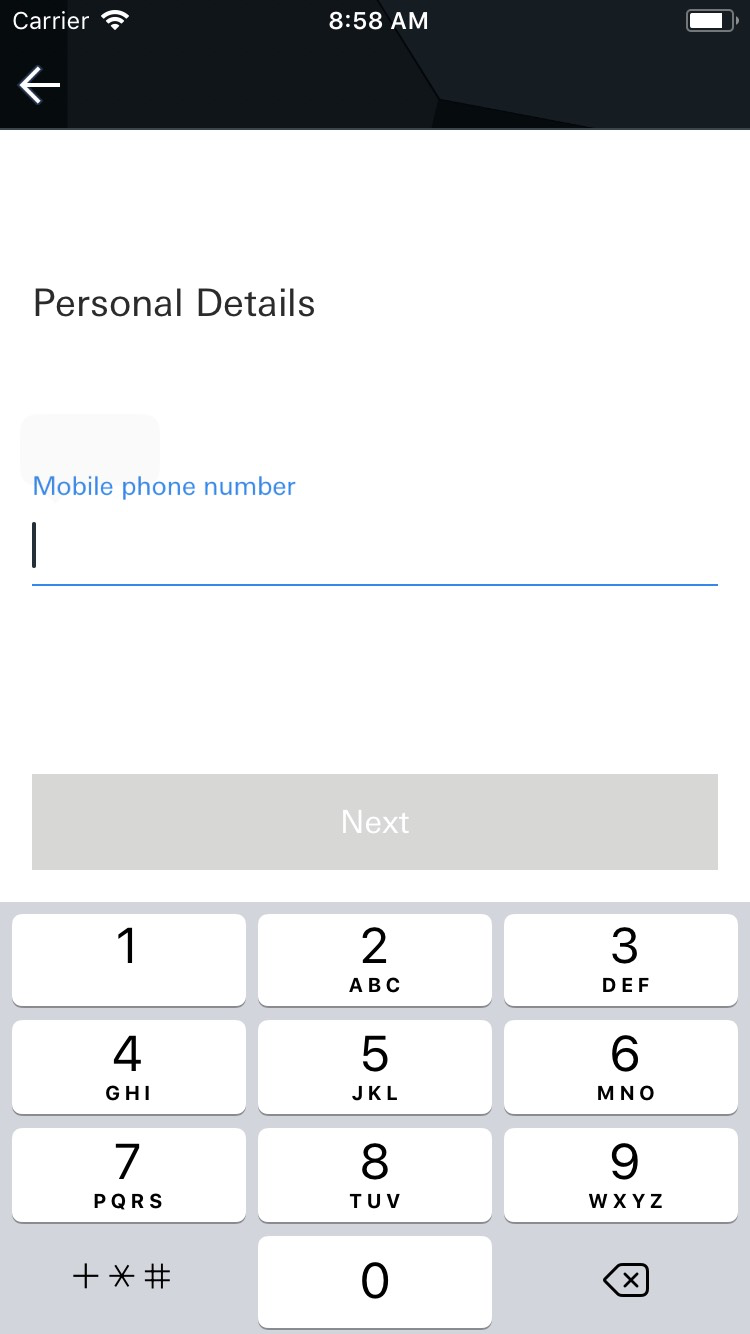 Carrier 8:58 AM
Personal Details
Mobile phone number
Next
1 2 3
ABC DEF
4 5 6
GHI JKL MNO
7 8 9
PQRS TUV WXYZ
+*# 0